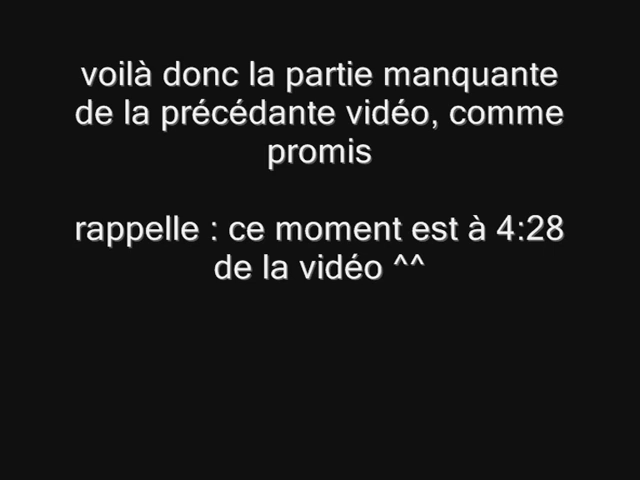 voilà donc la partie manquante
de la précédante vidéo, comme
promis
rappelle : ce moment est à 4:28
de la vidéo ^^